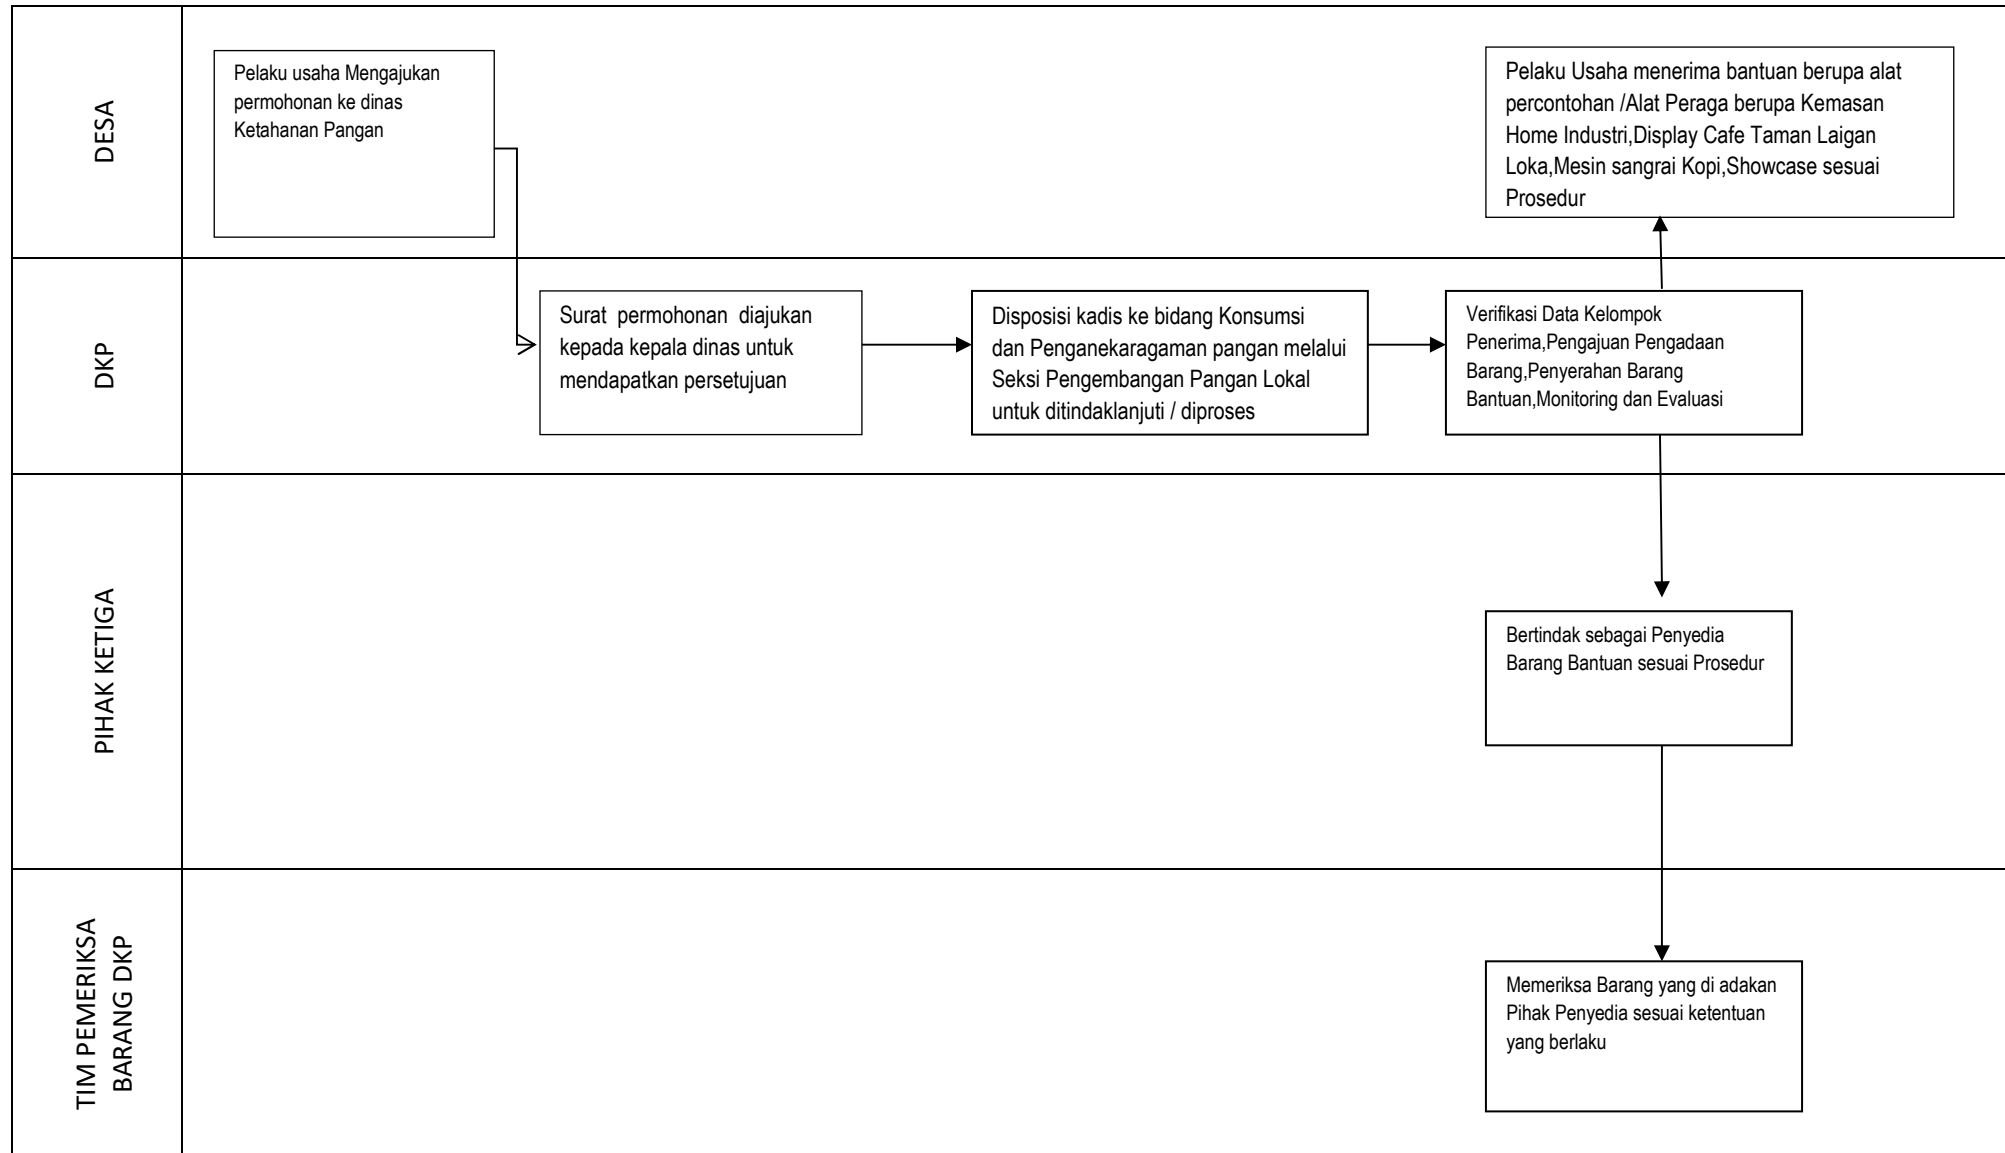 DESA
Pelaku usaha Mengajukan
permohonan ke dinas
Ketahanan Pangan
Pelaku Usaha menerima bantuan berupa alat
percontohan /Alat Peraga berupa Kemasan
Home Industri,Display Cafe Taman Laigan
Loka,Mesin sangrai Kopi,Showcase sesuai
Prosedur
DKP
Surat permohonan diajukan
kepada kepala dinas untuk
mendapatkan persetujuan
Disposisi kadis ke bidang Konsumsi
dan Penganekaragaman pangan melalui
Seksi Pengembangan Pangan Lokal
untuk ditindaklanjuti / diproses
Verifikasi Data Kelompok
Penerima,Pengajuan Pengadaan
Barang,Penyerahan Barang
Bantuan,Monitoring dan Evaluasi
PIHAK KETIGA
Bertindak sebagai Penyedia
Barang Bantuan sesuai Prosedur
TIM PEMERIKSA
BARANG DKP
Memeriksa Barang yang di adakan
Pihak Penyedia sesuai ketentuan
yang berlaku